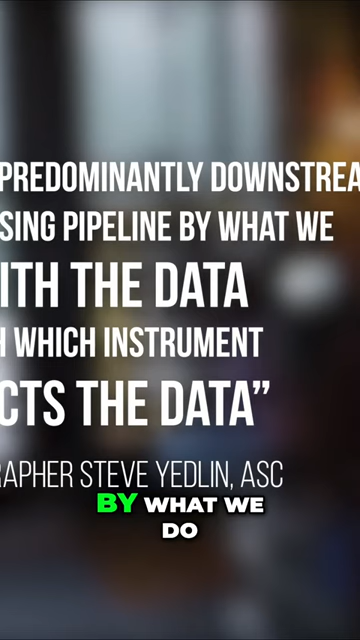 PREDOMINANTLY DOWNSTREA
SING PIPELINE BY WHAT WE
ITH THE DATA
H WHICH INSTRUMENT
CTS THE DATA”
RAPHER STEVE YEDLIN, ASC
BY WHAT WE
DO